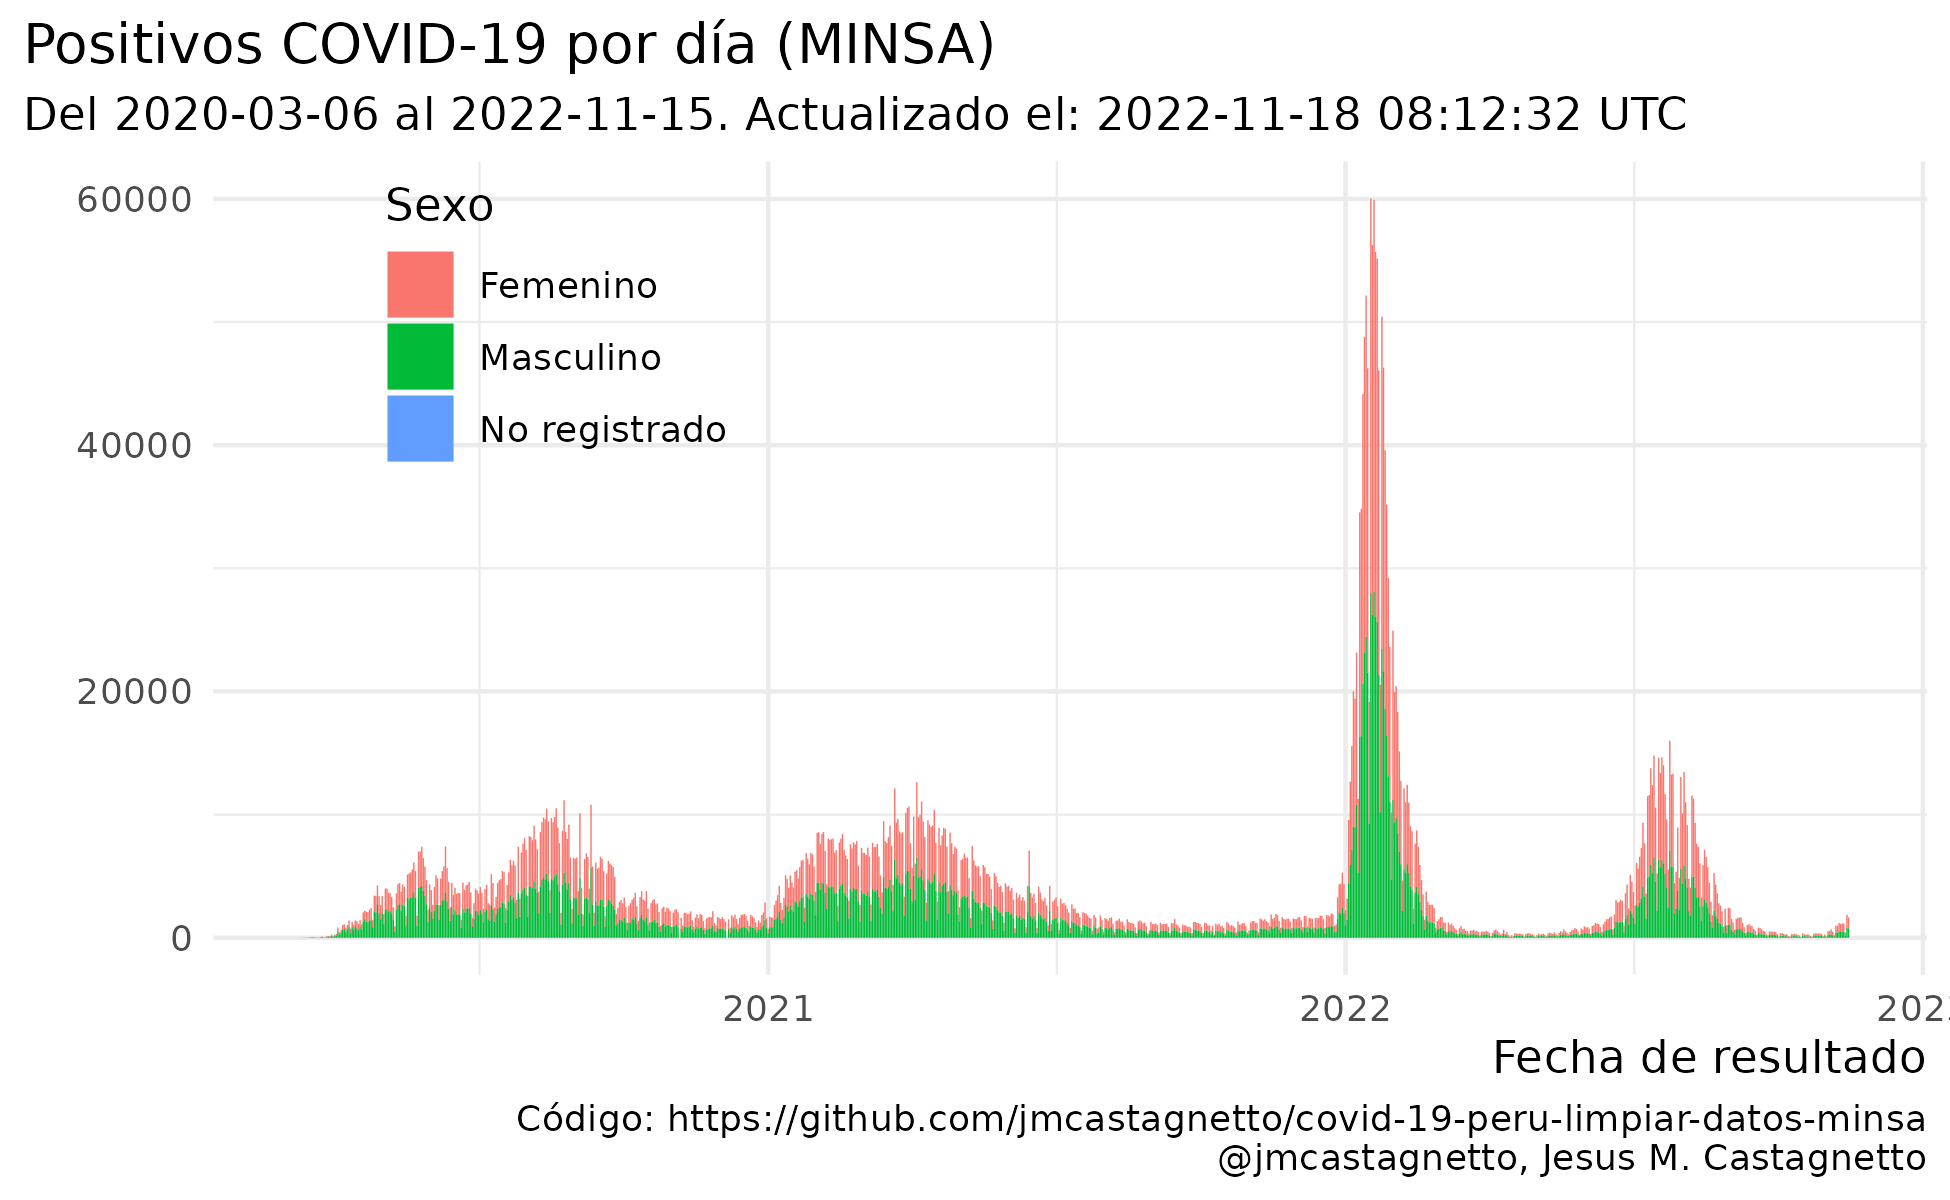 Positivos COVID-19 por día (MINSA)
Del 2020-03-06 al 2022-11-15. Actualizado el: 2022-11-18 08:12:32 UTC
60000
40000
20000
0
Sexo
Femenino
Masculino
No registrado
2021
2022
Fecha de resultado
Código: https://github.com/jmcastagnetto/covid-19-peru-limpiar-datos-minsa
@jmcastagnetto, Jesus M. Castagnetto